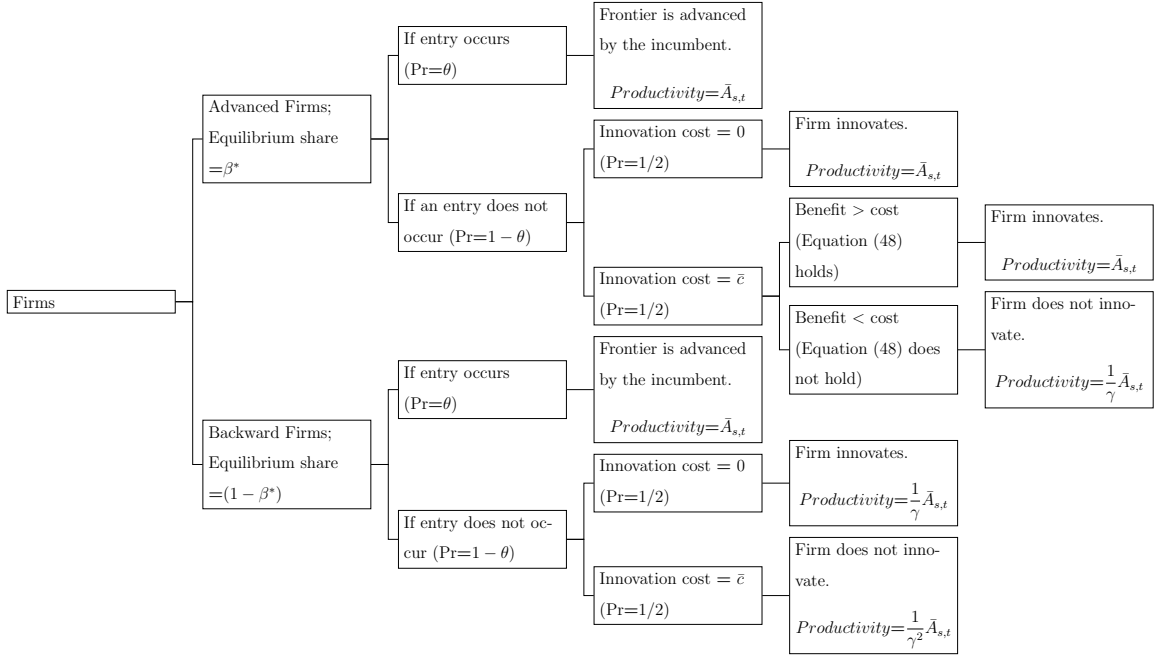 Firms
Advanced Firms;
Equilibrium share
=β*
If entry occurs
(Pr=θ)
Frontier is advanced
by the incumbent.
Productivity=Ā_{s,t}
If an entry does not
occur (Pr=1 − θ)
Innovation cost = 0
(Pr=1/2)
Firm innovates.
Productivity=Ā_{s,t}
Innovation cost = c̄
(Pr=1/2)
Benefit > cost
(Equation (48)
holds)
Firm innovates.
Productivity=Ā_{s,t}
Benefit < cost
(Equation (48) does
not hold)
Firm does not inno-
vate.
Productivity=\frac{1}{γ}Ā_{s,t}
Backward Firms;
Equilibrium share
=(1 − β*)
If entry occurs
(Pr=θ)
Frontier is advanced
by the incumbent.
Productivity=Ā_{s,t}
If entry does not oc-
cur (Pr=1 − θ)
Innovation cost = 0
(Pr=1/2)
Firm innovates.
Productivity=\frac{1}{γ}Ā_{s,t}
Innovation cost = c̄
(Pr=1/2)
Firm does not inno-
vate.
Productivity=\frac{1}{γ²}Ā_{s,t}